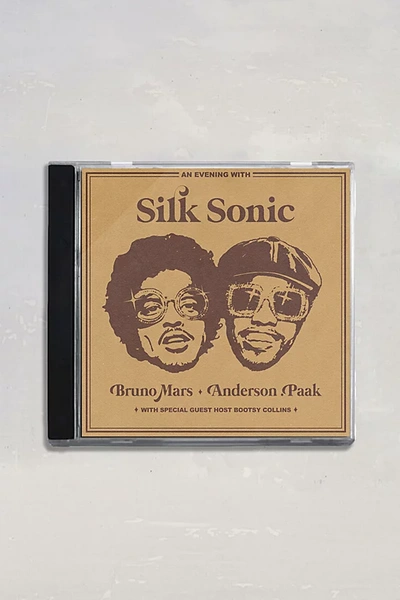 AN EVENING WITH
Silk Sonic
Bruno Mars ✦ Anderson .Paak
✦ WITH SPECIAL GUEST HOST BOOTSY COLLINS ✦